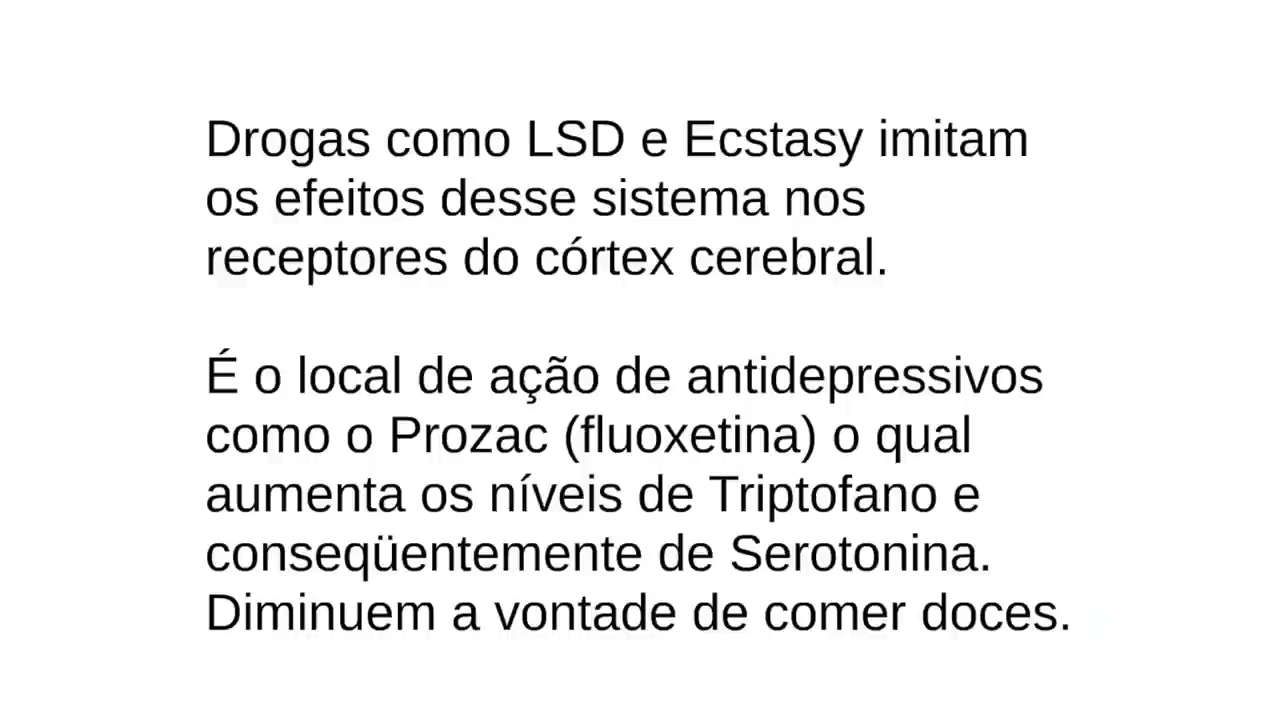 Drogas como LSD e Ecstasy imitam
os efeitos desse sistema nos
receptores do córtex cerebral.
É o local de ação de antidepressivos
como o Prozac (fluoxetina) o qual
aumenta os níveis de Triptofano e
conseqüentemente de Serotonina.
Diminuem a vontade de comer doces.